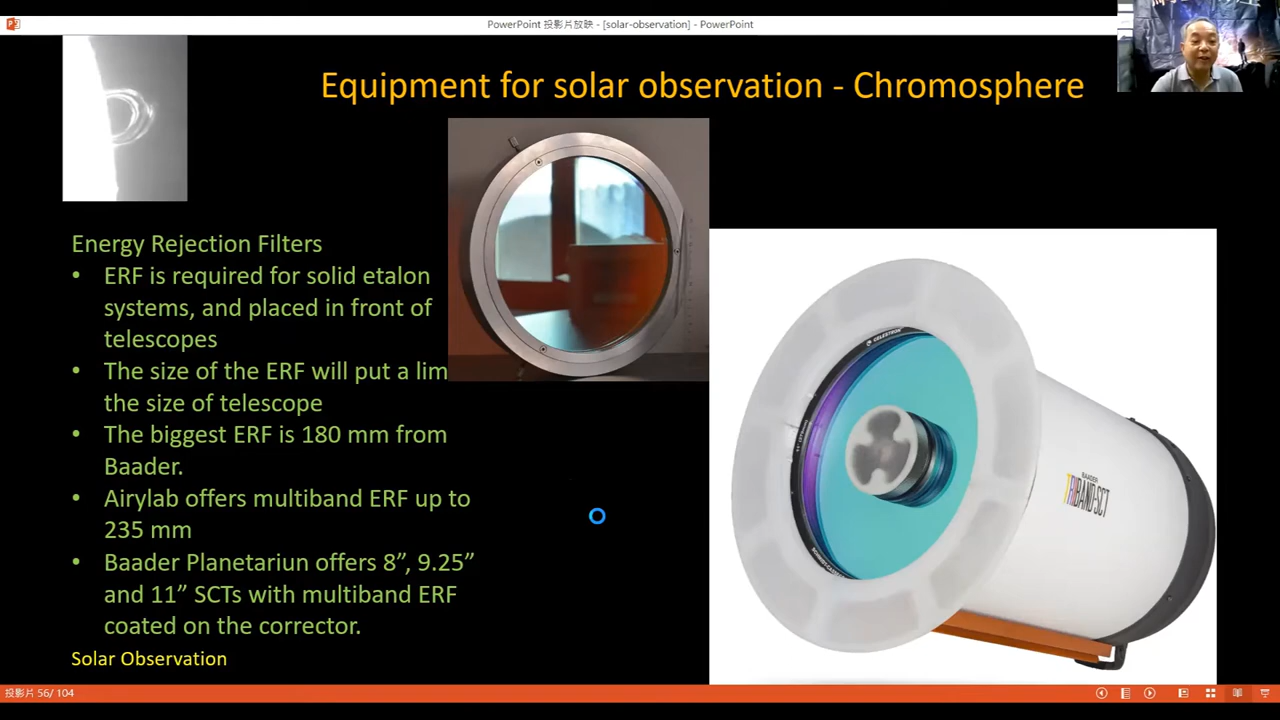 PowerPoint 投影片放映 - [solar-observation] - PowerPoint
Equipment for solar observation - Chromosphere
Energy Rejection Filters
• ERF is required for solid etalon
systems, and placed in front of
telescopes
• The size of the ERF will put a lim
the size of telescope
• The biggest ERF is 180 mm from
Baader.
• Airylab offers multiband ERF up to
235 mm
• Baader Planetariun offers 8”, 9.25”
and 11” SCTs with multiband ERF
coated on the corrector.
Solar Observation
CELESTRON
BAADER
TRIBAND-SCT
投影片 56/ 104